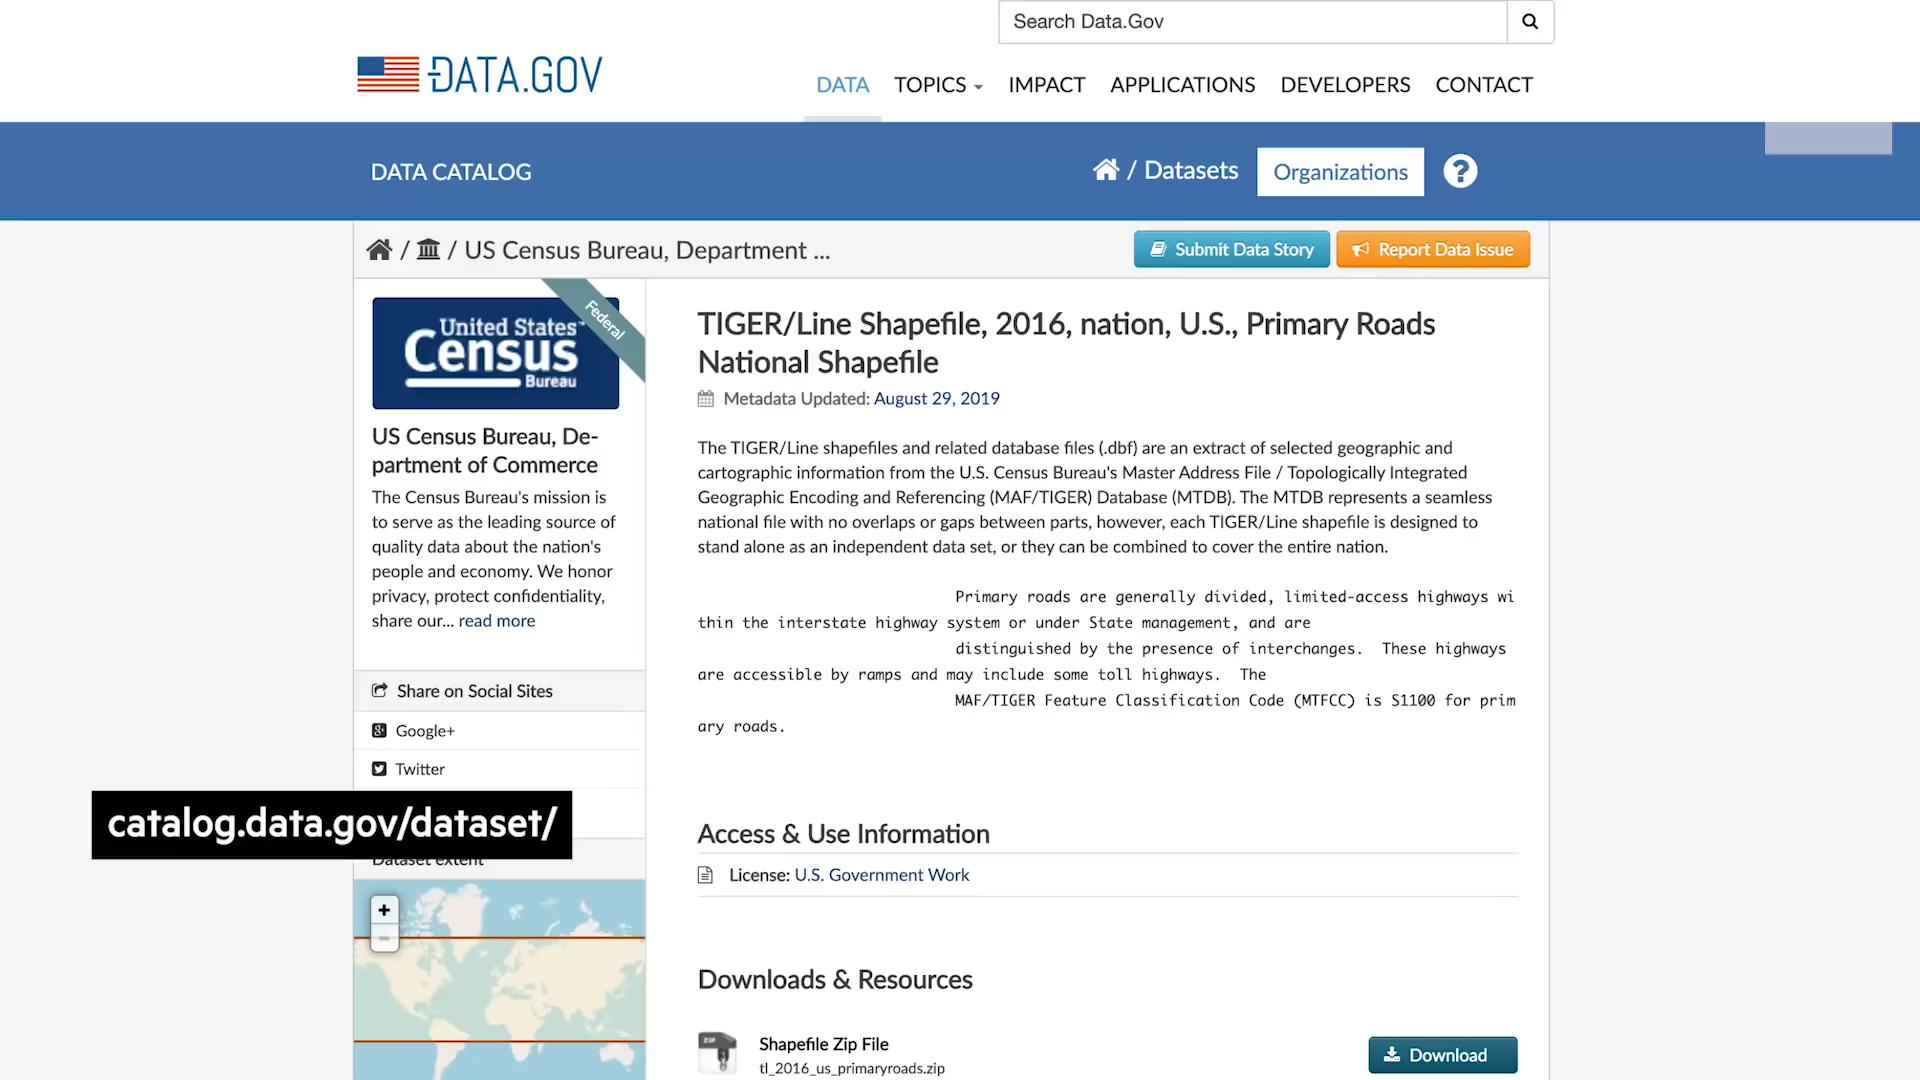 Search Data.Gov
DATA.GOV
DATA TOPICS IMPACT APPLICATIONS DEVELOPERS CONTACT
DATA CATALOG
/ Datasets Organizations ?
/ / US Census Bureau, Department ...
Submit Data Story Report Data Issue
United States
Census
Bureau
Federal
US Census Bureau, De-
partment of Commerce
The Census Bureau's mission is
to serve as the leading source of
quality data about the nation's
people and economy. We honor
privacy, protect confidentiality,
share our... read more
Share on Social Sites
Google+
Twitter
catalog.data.gov/dataset/
Dataset extent
+
-
TIGER/Line Shapefile, 2016, nation, U.S., Primary Roads
National Shapefile
Metadata Updated: August 29, 2019
The TIGER/Line shapefiles and related database files (.dbf) are an extract of selected geographic and
cartographic information from the U.S. Census Bureau's Master Address File / Topologically Integrated
Geographic Encoding and Referencing (MAF/TIGER) Database (MTDB). The MTDB represents a seamless
national file with no overlaps or gaps between parts, however, each TIGER/Line shapefile is designed to
stand alone as an independent data set, or they can be combined to cover the entire nation.
Primary roads are generally divided, limited-access highways wi
thin the interstate highway system or under State management, and are
distinguished by the presence of interchanges. These highways
are accessible by ramps and may include some toll highways. The
MAF/TIGER Feature Classification Code (MTFCC) is S1100 for prim
ary roads.
Access & Use Information
License: U.S. Government Work
Downloads & Resources
ZIP
Shapefile Zip File
tl_2016_us_primaryroads.zip
Download